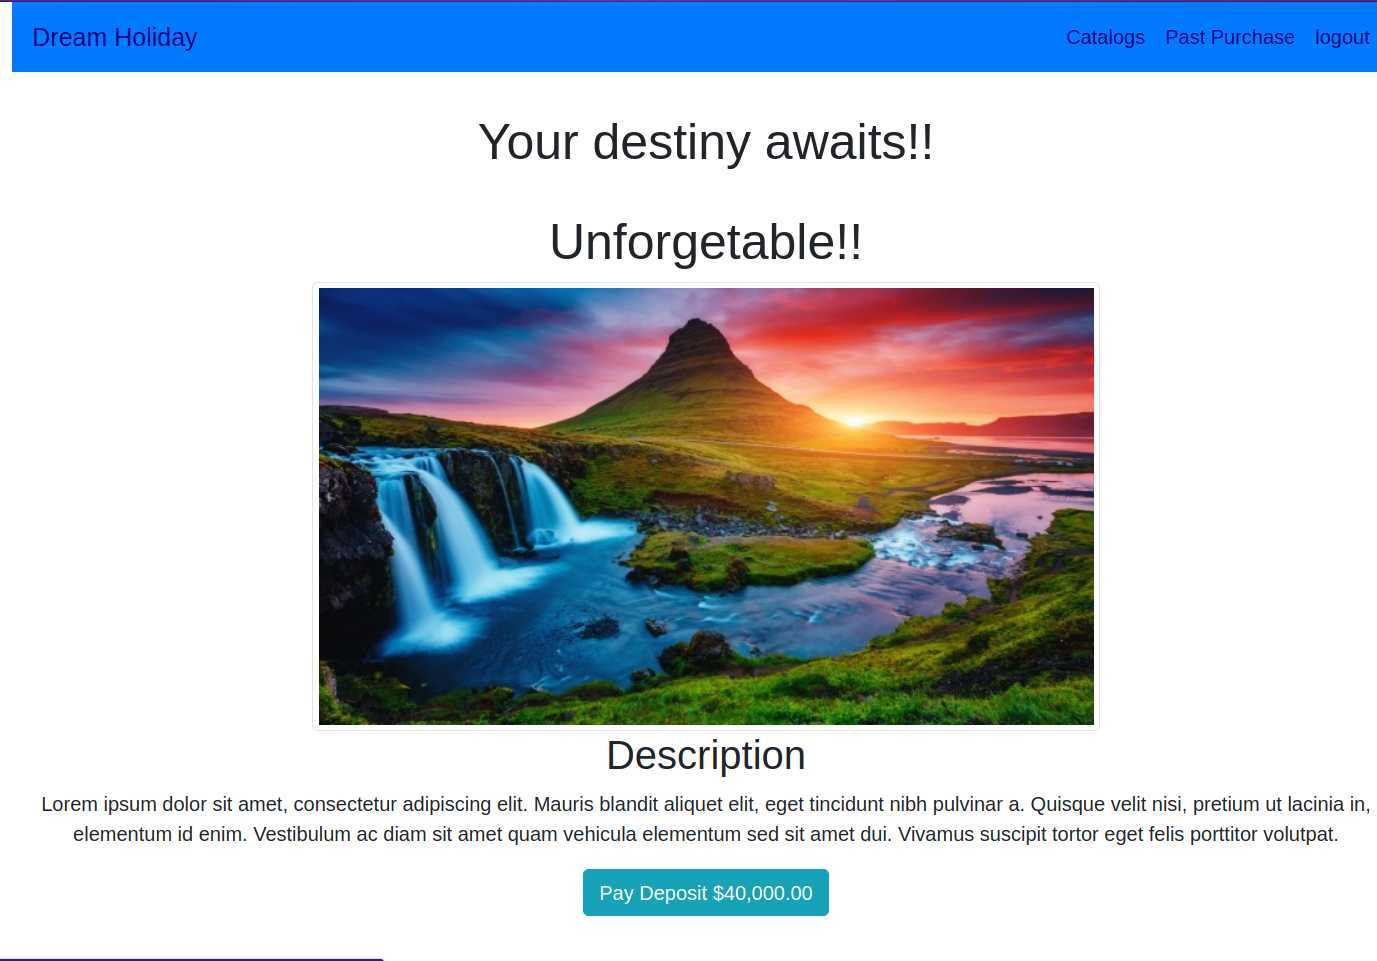 Dream Holiday
Catalogs Past Purchase logout
Your destiny awaits!!
Unforgetable!!
Description
Lorem ipsum dolor sit amet, consectetur adipiscing elit. Mauris blandit aliquet elit, eget tincidunt nibh pulvinar a. Quisque velit nisi, pretium ut lacinia in,
elementum id enim. Vestibulum ac diam sit amet quam vehicula elementum sed sit amet dui. Vivamus suscipit tortor eget felis porttitor volutpat.
Pay Deposit $40,000.00